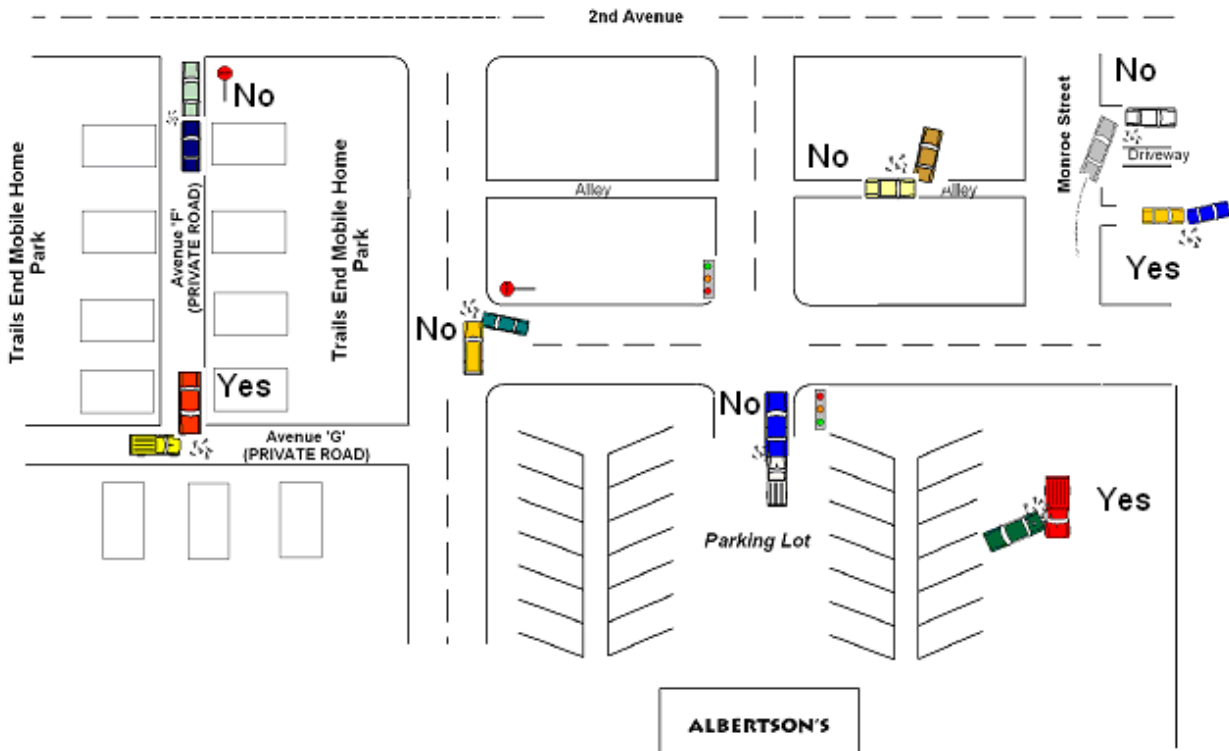 2nd Avenue
No
No
Monroe Street
Driveway
No
Alley
Alley
Trails End Mobile Home
Park
Avenue 'F'
(PRIVATE ROAD)
Trails End Mobile Home
Park
Yes
No
Yes
No
Avenue 'G'
(PRIVATE ROAD)
Yes
Parking Lot
ALBERTSON'S